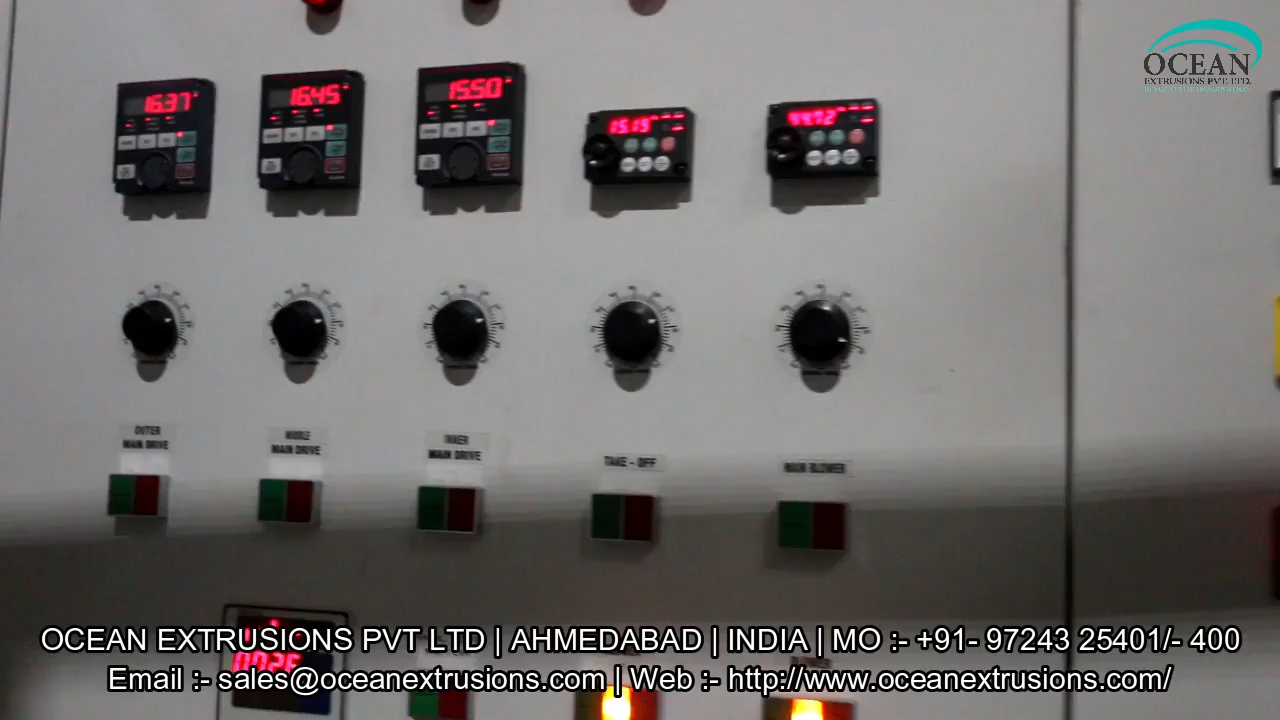 OCEAN
EXTRUSIONS PVT. LTD.
16.37
16.45
15.50
15.15
44.72
OUTER
MAIN DRIVE
MIDDLE
MAIN DRIVE
INNER
MAIN DRIVE
TAKE - OFF
MAIN BLOWER
OCEAN EXTRUSIONS PVT LTD | AHMEDABAD | INDIA | MO :- +91- 97243 25401/- 400
Email :- sales@oceanextrusions.com | Web :- http://www.oceanextrusions.com/